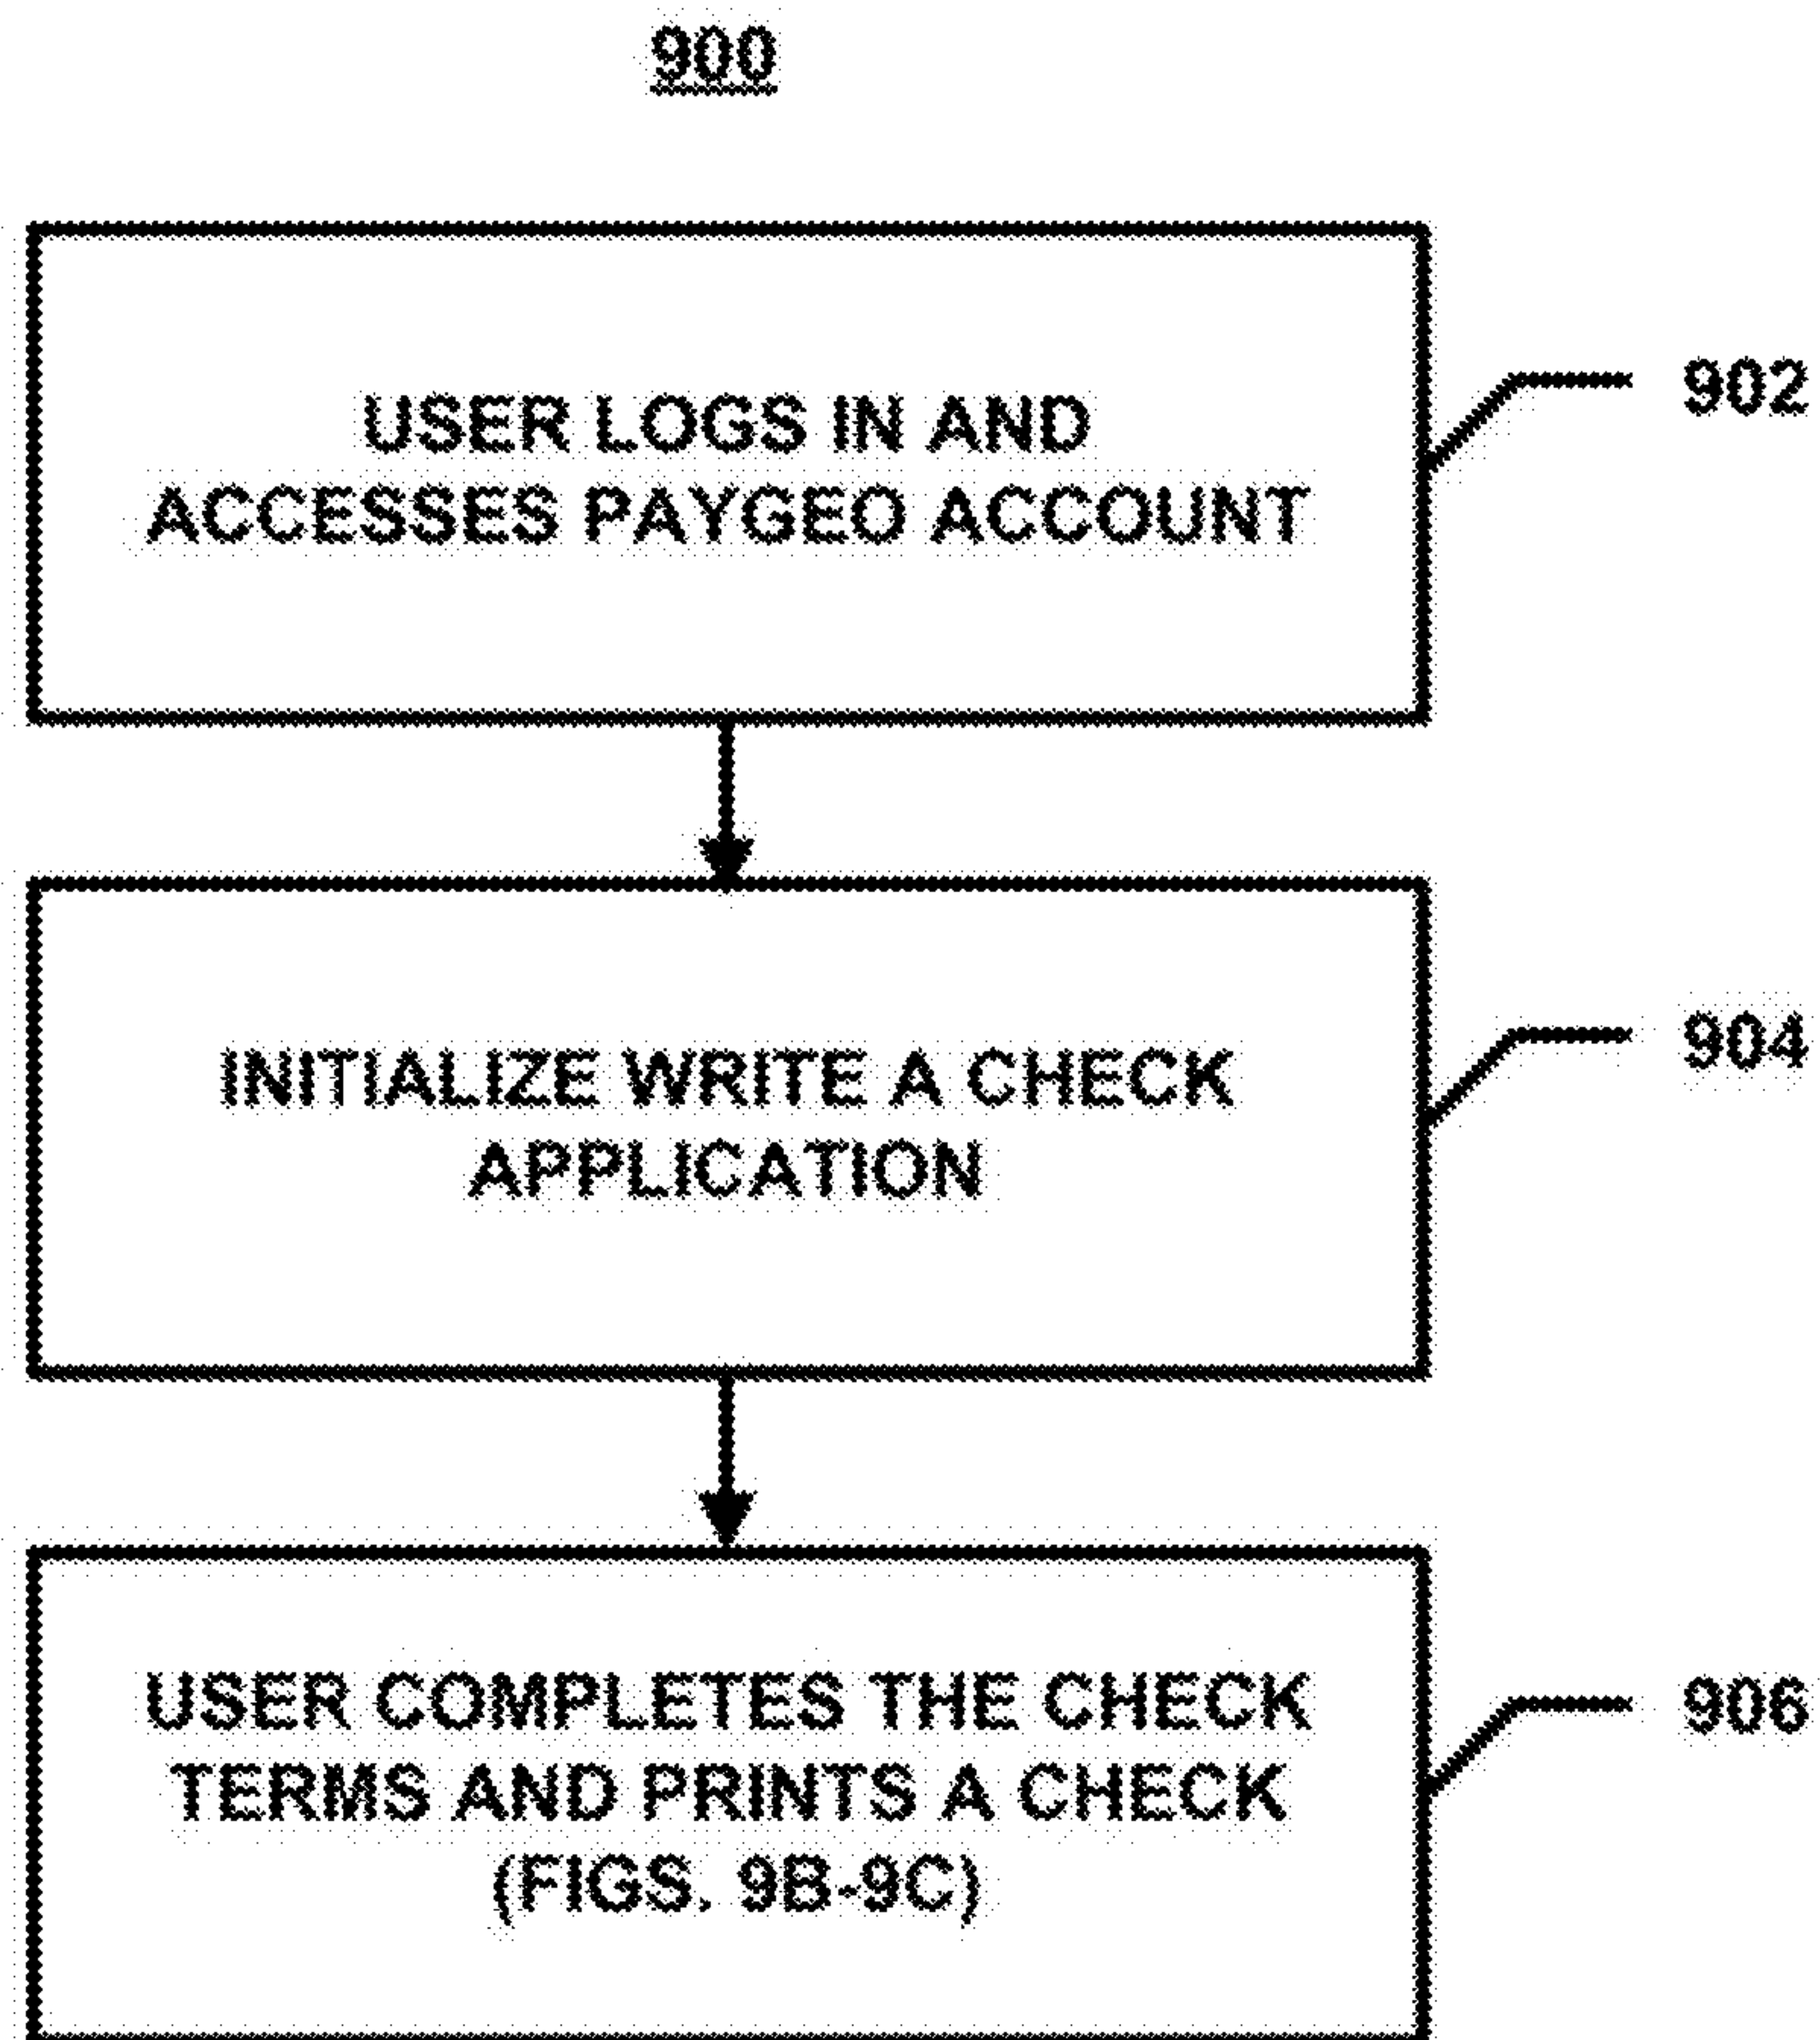 900
USER LOGS IN AND
ACCESSES PAYGEO ACCOUNT
902
INITIALIZE WRITE A CHECK
APPLICATION
904
USER COMPLETES THE CHECK
TERMS AND PRINTS A CHECK
(FIGS. 9B-9C)
906